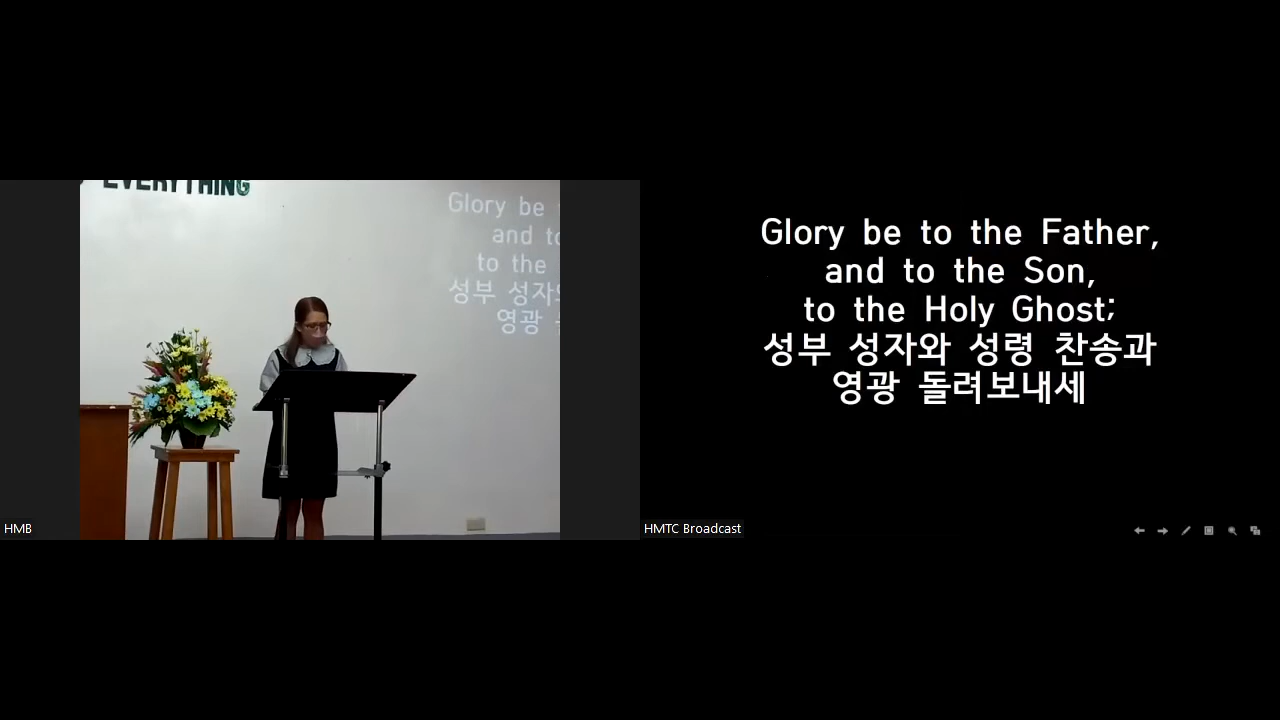 EVERYTHING
Glory be
and to
to the
성부 성자와
영광
HMB
Glory be to the Father,
and to the Son,
to the Holy Ghost;
성부 성자와 성령 찬송과
영광 돌려보내세
HMTC Broadcast